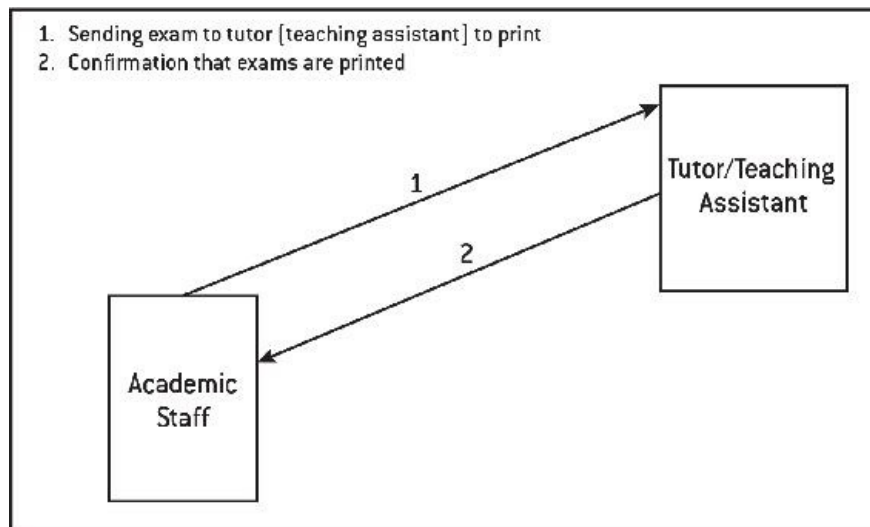 1. Sending exam to tutor [teaching assistant] to print
2. Confirmation that exams are printed
Tutor/Teaching
Assistant
1
2
Academic
Staff